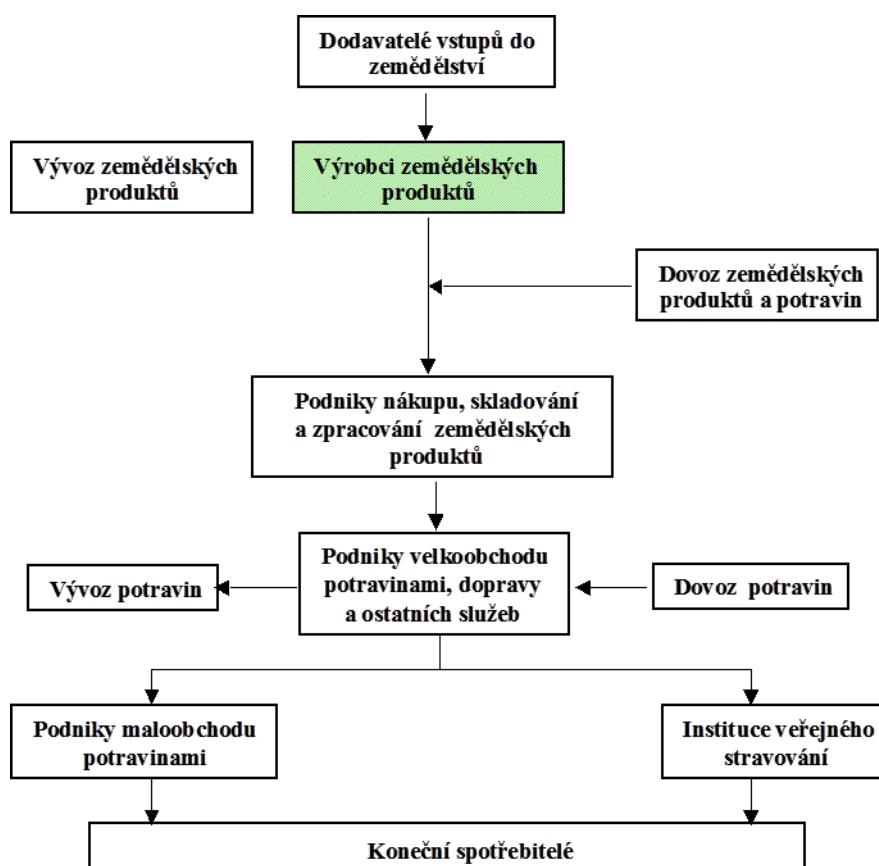 Dodavatelé vstupů do
zemědělství
Vývoz zemědělských
produktů
Výrobci zemědělských
produktů
Dovoz zemědělských
produktů a potravin
Podniky nákupu, skladování
a zpracování zemědělských
produktů
Vývoz potravin
Podniky velkoobchodu
potravinami, dopravy
a ostatních služeb
Dovoz potravin
Podniky maloobchodu
potravinami
Instituce veřejného
stravování
Koneční spotřebitelé